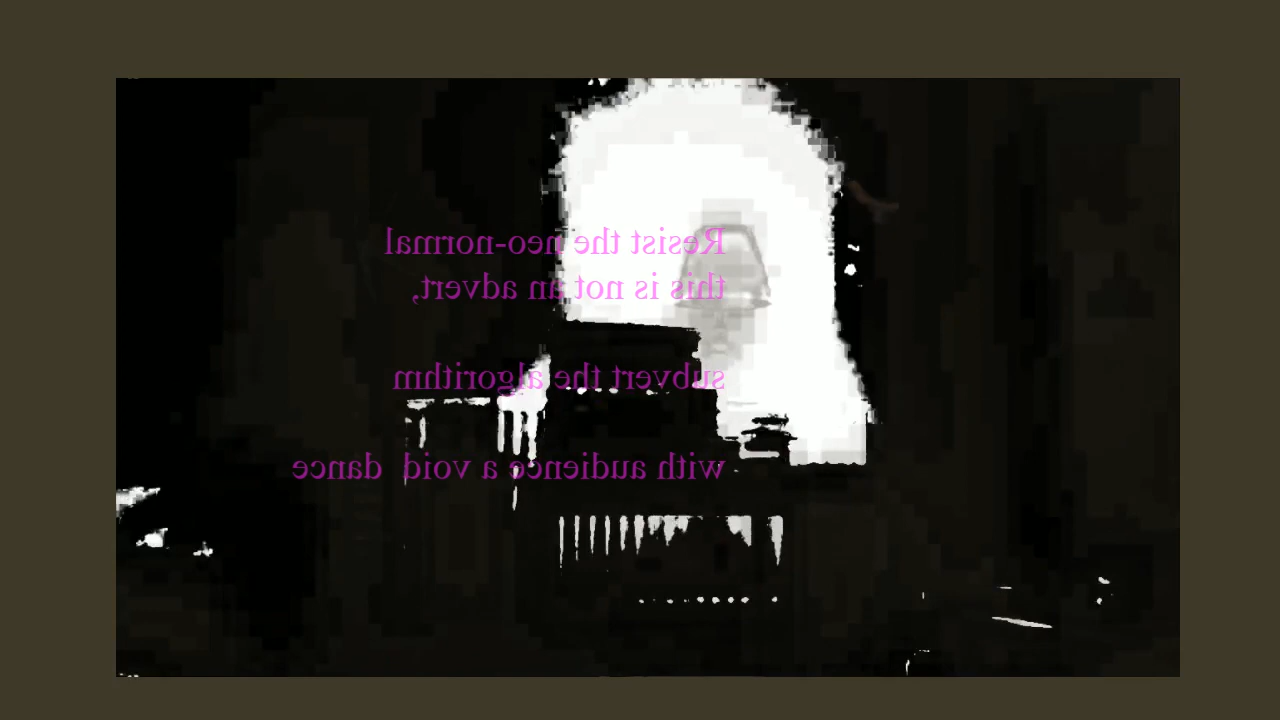 Resist the neo-normal
this is not an advert,
subvert the algorithm
with audience a void dance